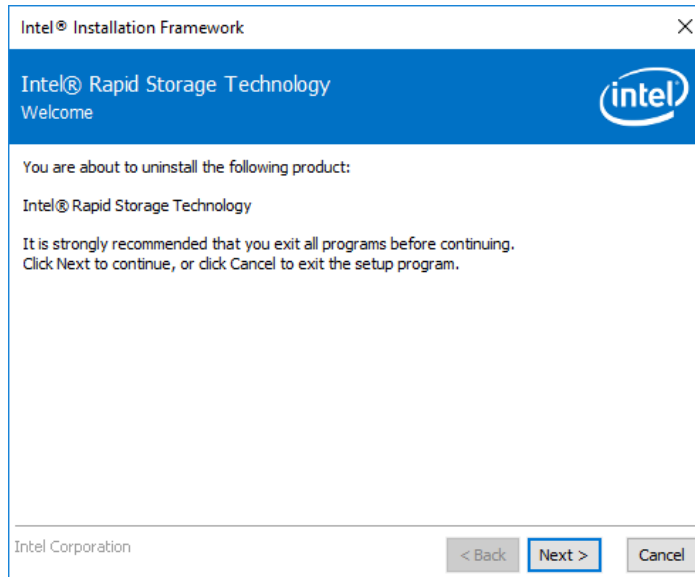 Intel® Installation Framework
Intel® Rapid Storage Technology
Welcome
intel
You are about to uninstall the following product:
Intel® Rapid Storage Technology
It is strongly recommended that you exit all programs before continuing.
Click Next to continue, or click Cancel to exit the setup program.
Intel Corporation
< Back Next > Cancel